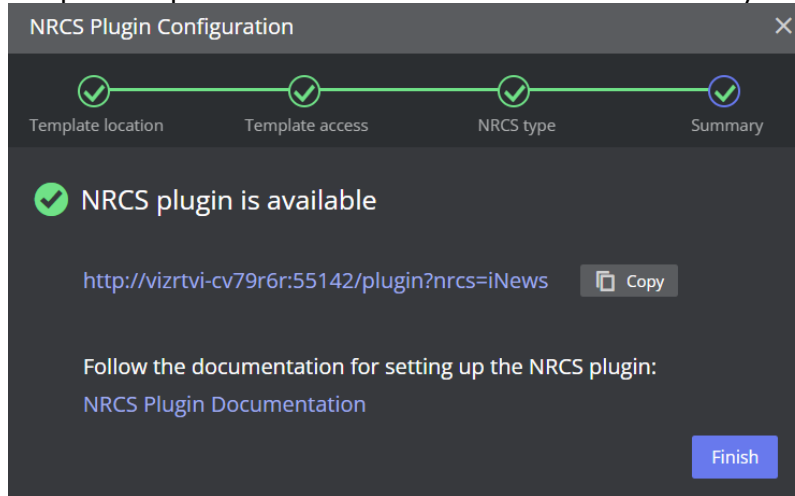 NRCS Plugin Configuration
Template location Template access NRCS type Summary
NRCS plugin is available
http://vizrtvi-cv79r6r:55142/plugin?nrcs=iNews Copy
Follow the documentation for setting up the NRCS plugin:
NRCS Plugin Documentation
Finish